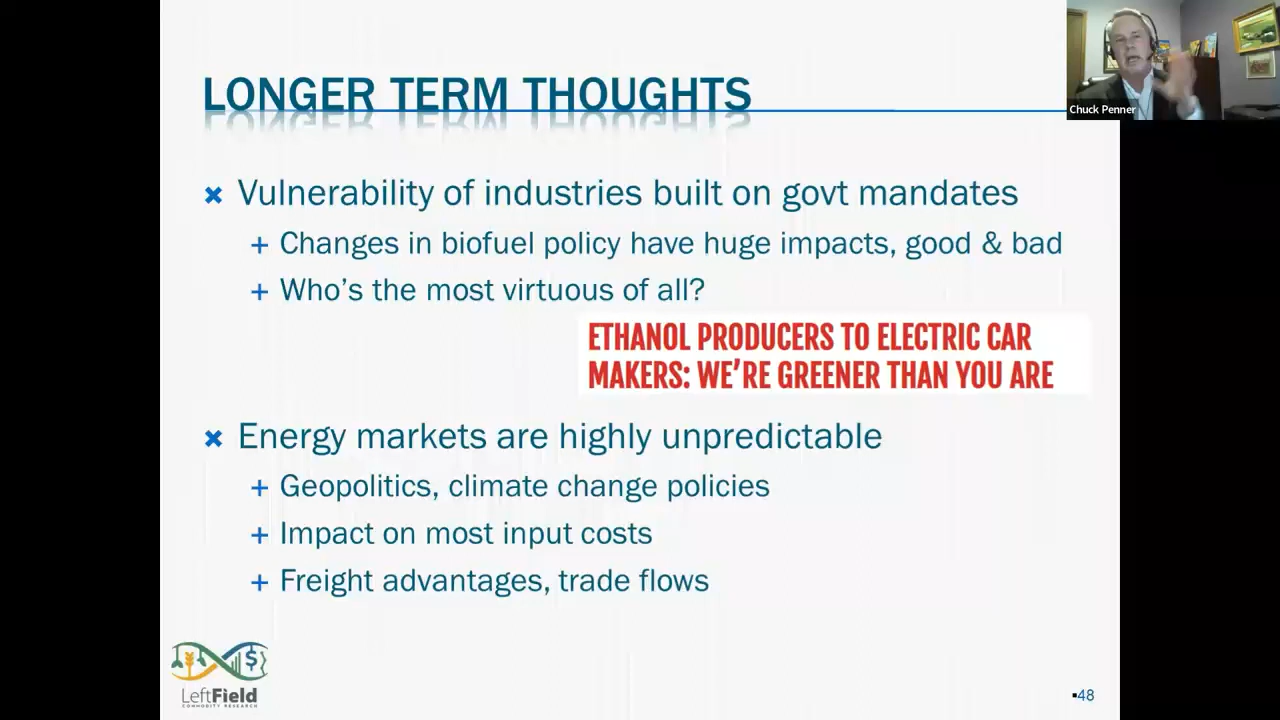 Chuck Penner
LONGER TERM THOUGHTS
Vulnerability of industries built on govt mandates
+ Changes in biofuel policy have huge impacts, good & bad
+ Who's the most virtuous of all?
ETHANOL PRODUCERS TO ELECTRIC CAR
MAKERS: WE'RE GREENER THAN YOU ARE
Energy markets are highly unpredictable
+ Geopolitics, climate change policies
+ Impact on most input costs
+ Freight advantages, trade flows
LeftField
COMMODITY RESEARCH
▪48